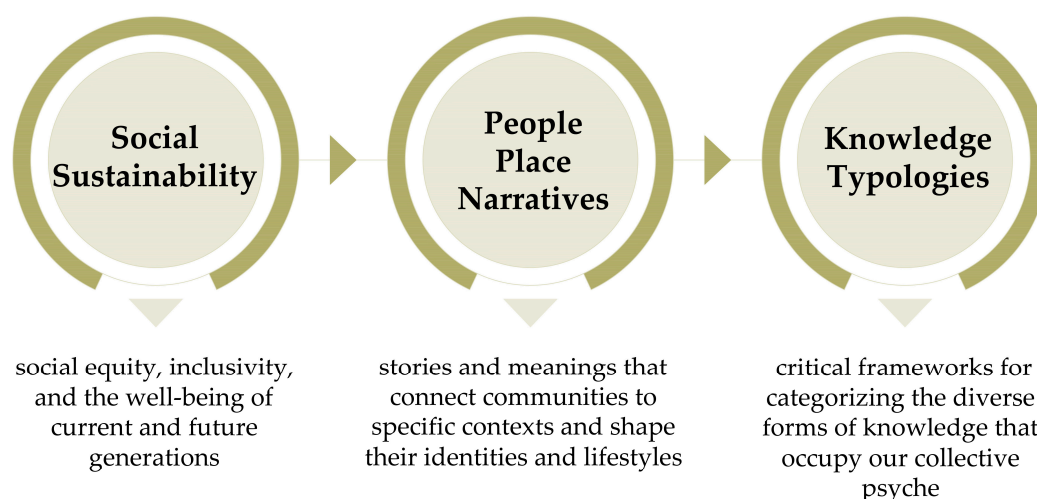 Social
Sustainability
People
Place
Narratives
Knowledge
Typologies
social equity, inclusivity,
and the well-being of
current and future
generations
stories and meanings that
connect communities to
specific contexts and shape
their identities and lifestyles
critical frameworks for
categorizing the diverse
forms of knowledge that
occupy our collective
psyche